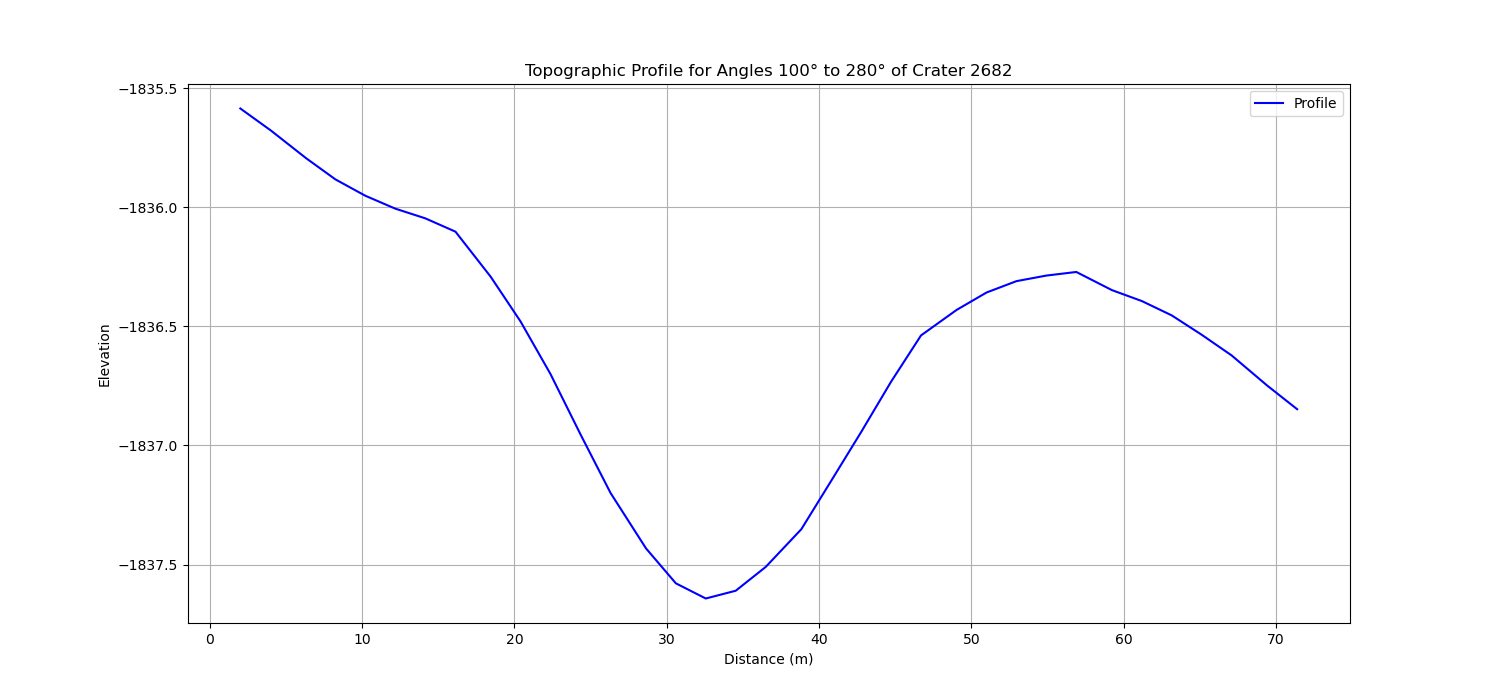 Topographic Profile for Angles 100° to 280° of Crater 2682
Profile
Elevation
−1835.5
−1836.0
−1836.5
−1837.0
−1837.5
0 10 20 30 40 50 60 70
Distance (m)